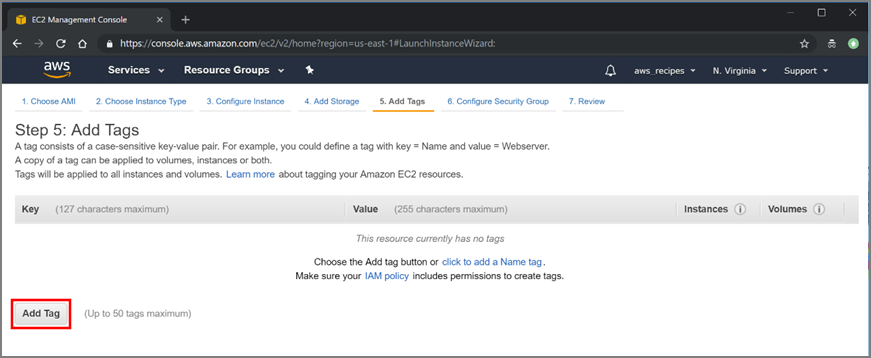 EC2 Management Console
https://console.aws.amazon.com/ec2/v2/home?region=us-east-1#LaunchInstanceWizard:
aws Services Resource Groups aws_recipes N. Virginia Support
1. Choose AMI 2. Choose Instance Type 3. Configure Instance 4. Add Storage 5. Add Tags 6. Configure Security Group 7. Review
Step 5: Add Tags
A tag consists of a case-sensitive key-value pair. For example, you could define a tag with key = Name and value = Webserver.
A copy of a tag can be applied to volumes, instances or both.
Tags will be applied to all instances and volumes. Learn more about tagging your Amazon EC2 resources.
Key (127 characters maximum) Value (255 characters maximum) Instances Volumes
This resource currently has no tags
Choose the Add tag button or click to add a Name tag.
Make sure your IAM policy includes permissions to create tags.
Add Tag (Up to 50 tags maximum)